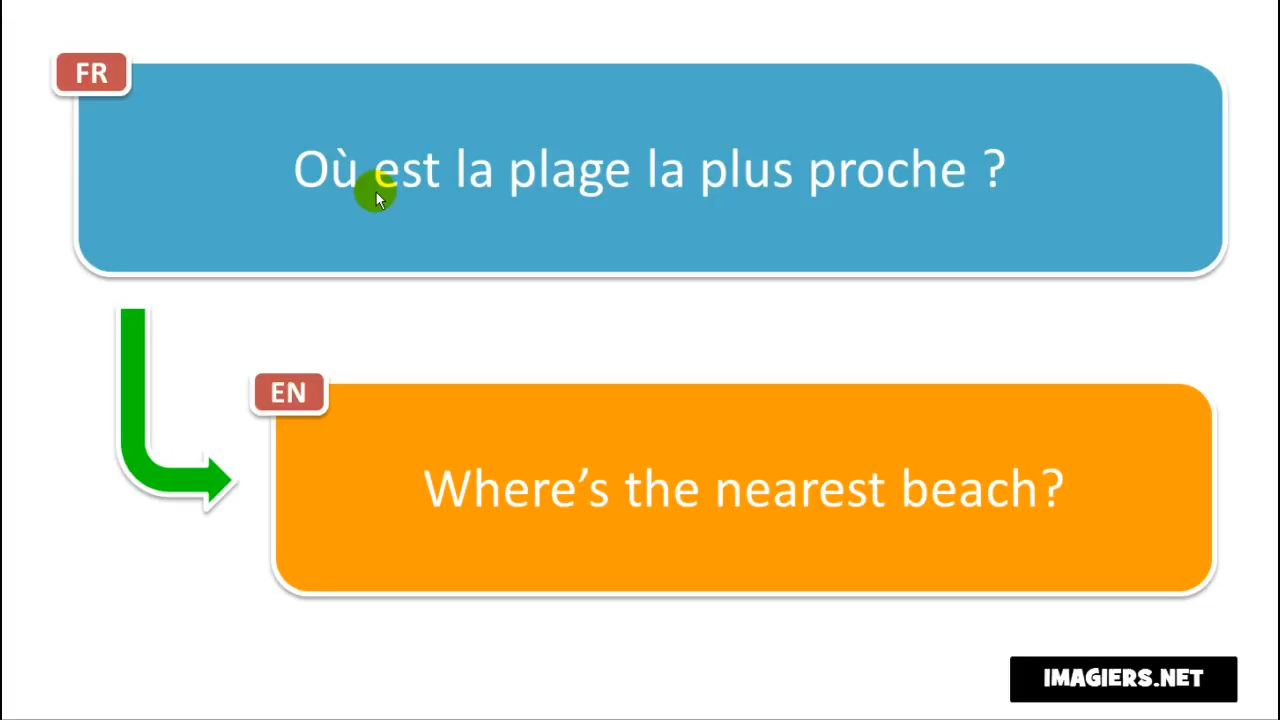 FR
Où est la plage la plus proche ?
EN
Where’s the nearest beach?
IMAGIERS.NET